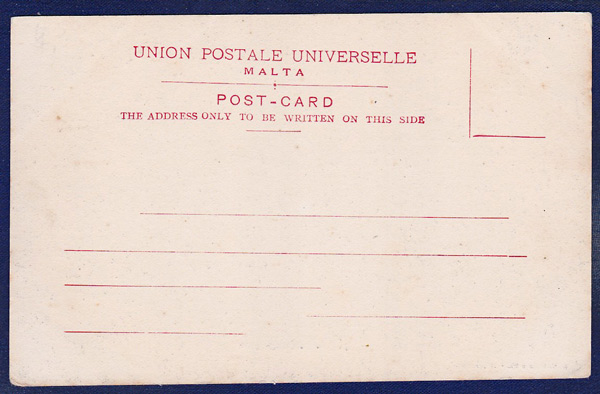 UNION POSTALE UNIVERSELLE
MALTA
POST-CARD
THE ADDRESS ONLY TO BE WRITTEN ON THIS SIDE